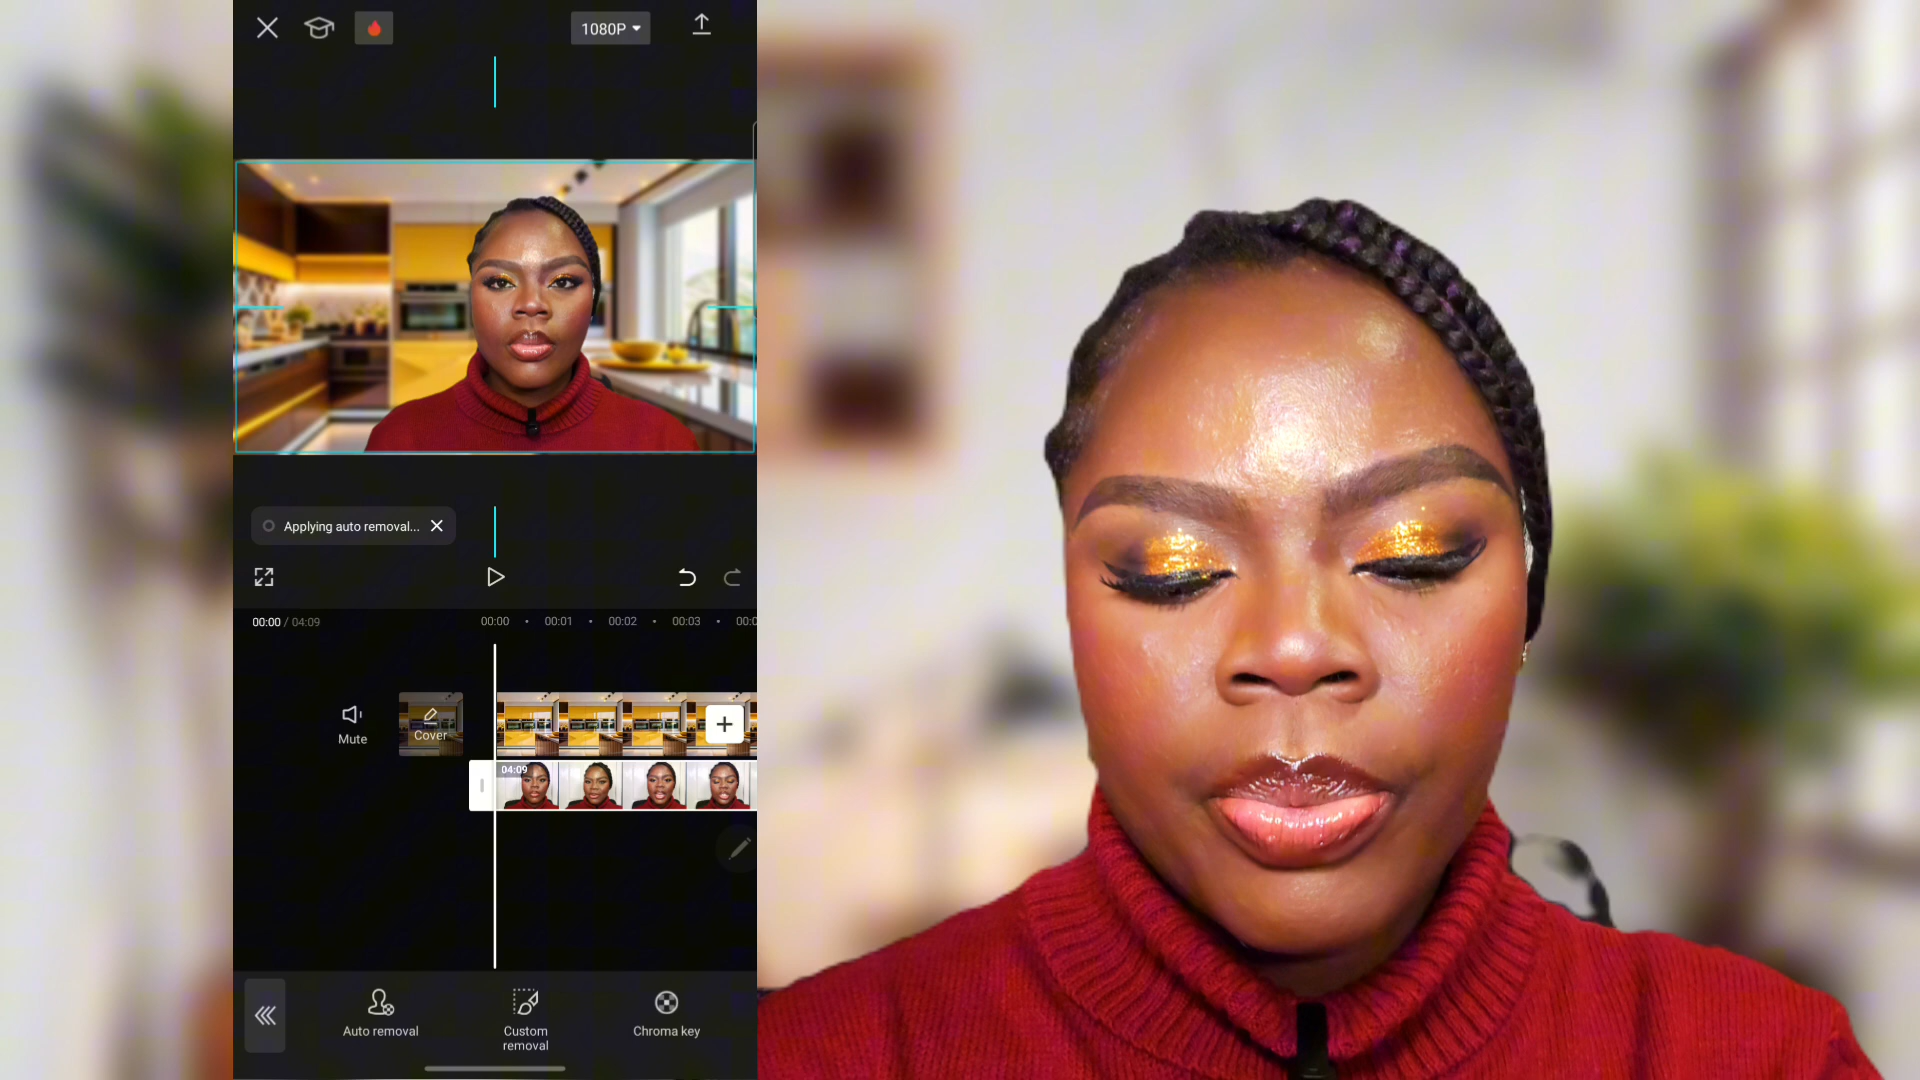 1080P
Applying auto removal...
00:00 / 04:09
00:00
00:01
00:02
00:03
Mute
Cover
04:09
Auto removal
Custom
removal
Chroma key